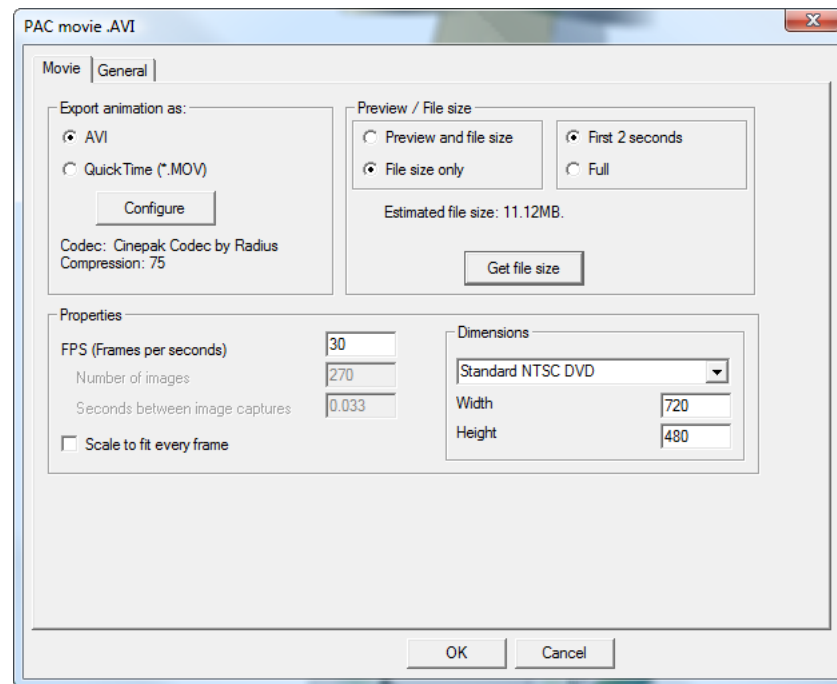 PAC movie .AVI
Movie
General
Export animation as:
AVI
QuickTime (*.MOV)
Configure
Codec: Cinepak Codec by Radius
Compression: 75
Preview / File size
Preview and file size
File size only
First 2 seconds
Full
Estimated file size: 11.12MB.
Get file size
Properties
FPS (Frames per seconds)
30
Number of images
270
Seconds between image captures
0.033
Scale to fit every frame
Dimensions
Standard NTSC DVD
Width
720
Height
480
OK
Cancel